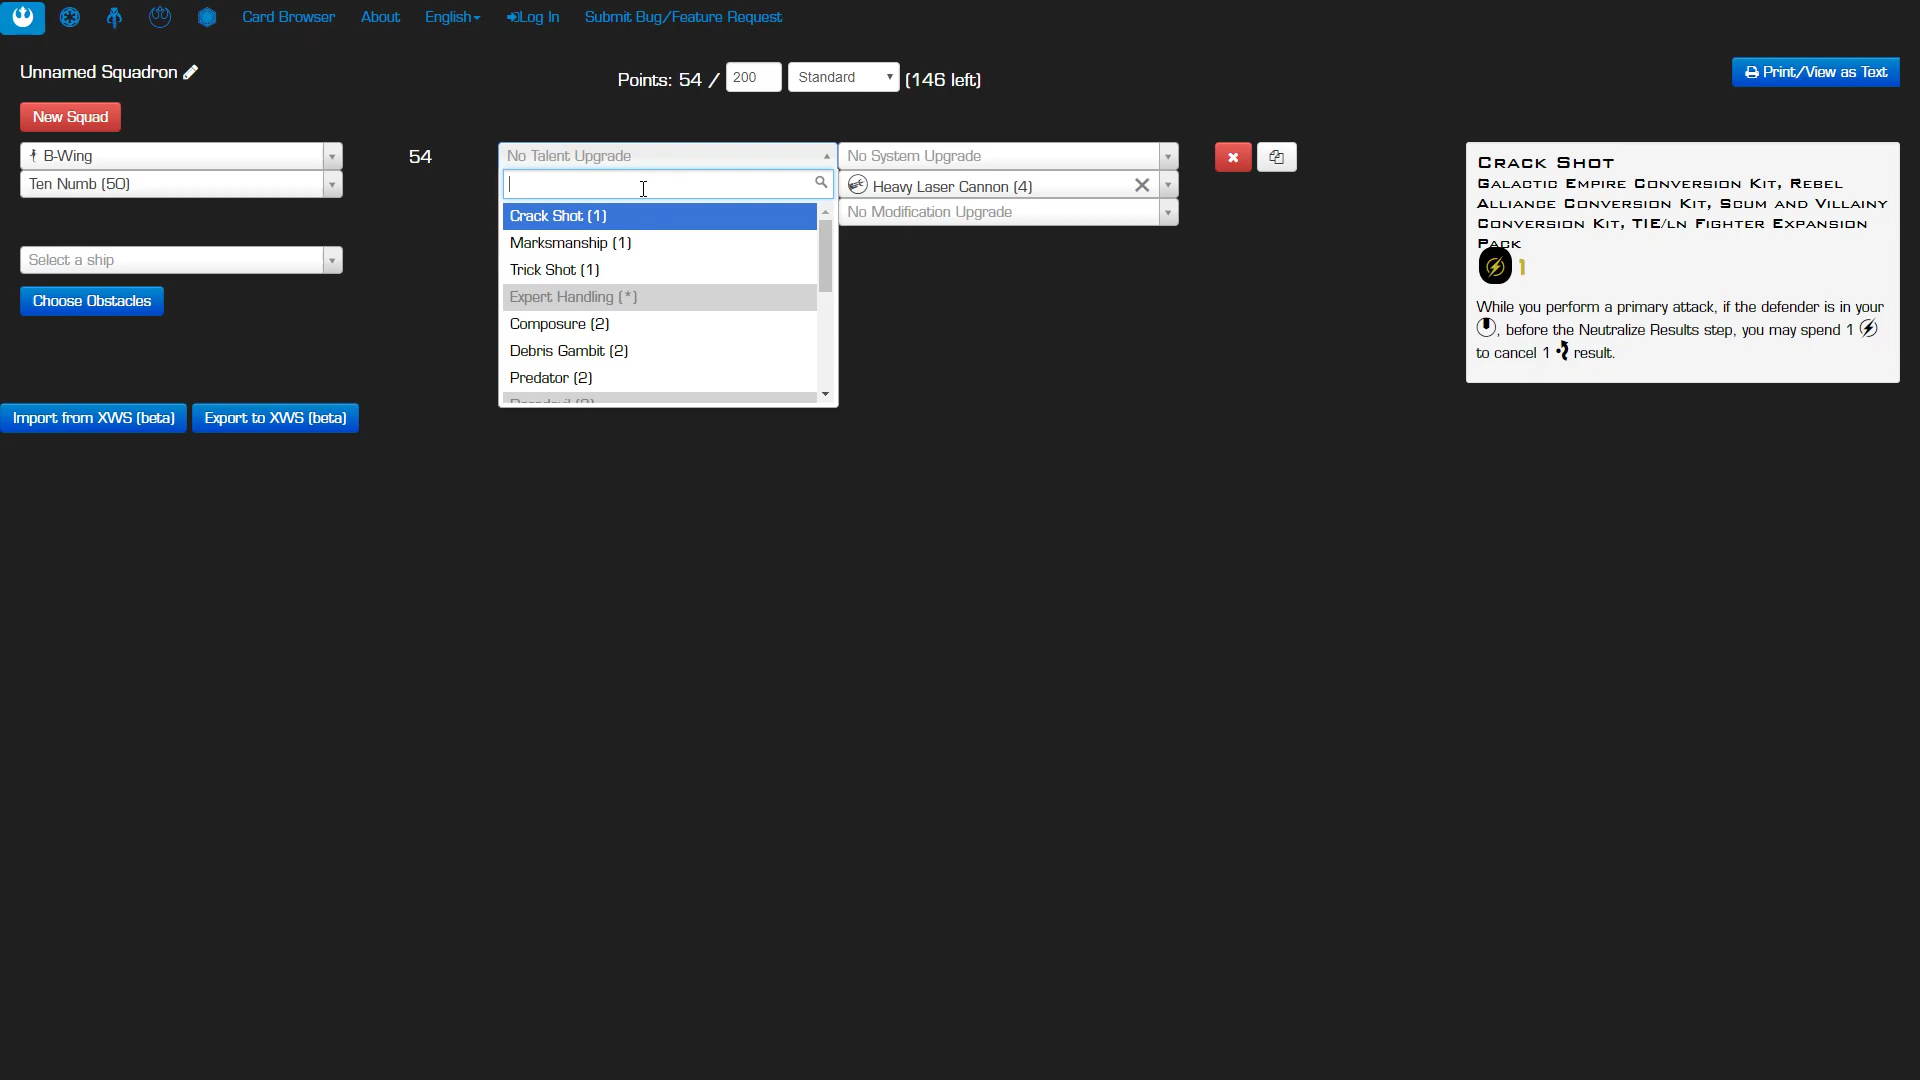 Card Browser About English Log In Submit Bug/Feature Request
Unnamed Squadron
Points: 54 / 200 Standard (146 left)
Print/View as Text
New Squad
B-Wing
Ten Numb (50)
54
No Talent Upgrade
No System Upgrade
Heavy Laser Cannon (4)
No Modification Upgrade
Crack Shot (1)
Marksmanship (1)
Trick Shot (1)
Expert Handling (*)
Composure (2)
Debris Gambit (2)
Predator (2)
Select a ship
Choose Obstacles
Import from XWS (beta) Export to XWS (beta)
Crack Shot
Galactic Empire Conversion Kit, Rebel
Alliance Conversion Kit, Scum and Villainy
Conversion Kit, TIE/ln Fighter Expansion
Pack
1
While you perform a primary attack, if the defender is in your
, before the Neutralize Results step, you may spend 1
to cancel 1 result.